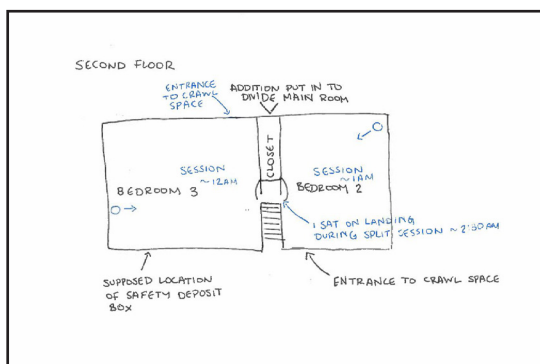 SECOND FLOOR
ENTRANCE
TO CRAWL
SPACE
ADDITION PUT IN TO
DIVIDE MAIN ROOM
CLOSET
SESSION
~12AM
BEDROOM 3
SESSION
~1AM
BEDROOM 2
I SAT ON LANDING
DURING SPLIT SESSION ~2:30AM
SUPPOSED LOCATION
OF SAFETY DEPOSIT
BOX
ENTRANCE TO CRAWL SPACE